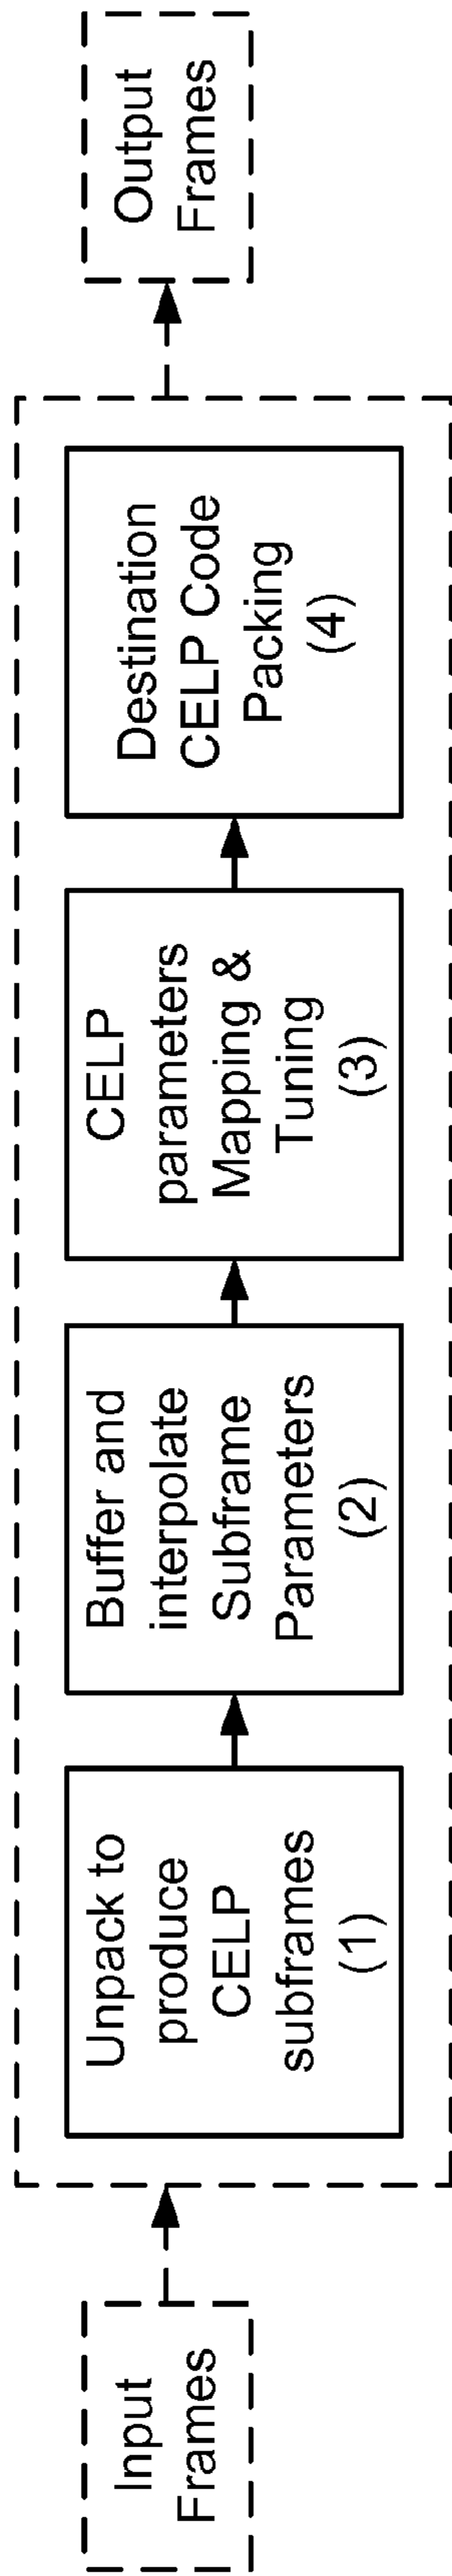 Input
Frames
Unpack to
produce
CELP
subframes
(1)
Buffer and
interpolate
Subframe
Parameters
(2)
CELP
parameters
Mapping &
Tuning
(3)
Destination
CELP Code
Packing
(4)
Output
Frames